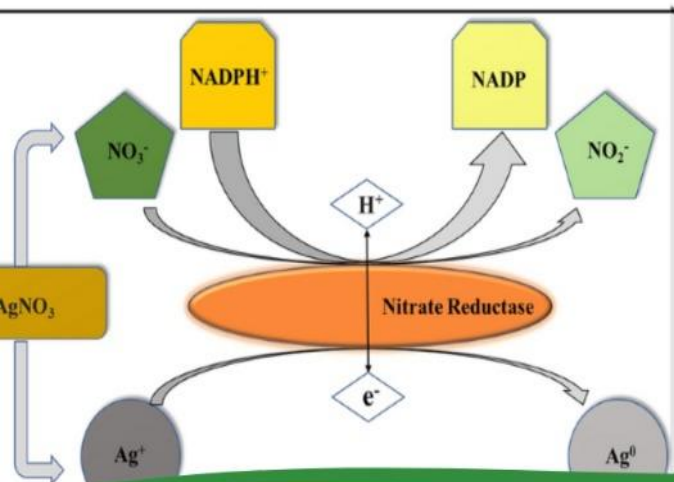 NADPH⁺
NADP
NO₃⁻
NO₂⁻
H⁺
AgNO₃
Nitrate Reductase
e⁻
Ag⁺
Ag⁰